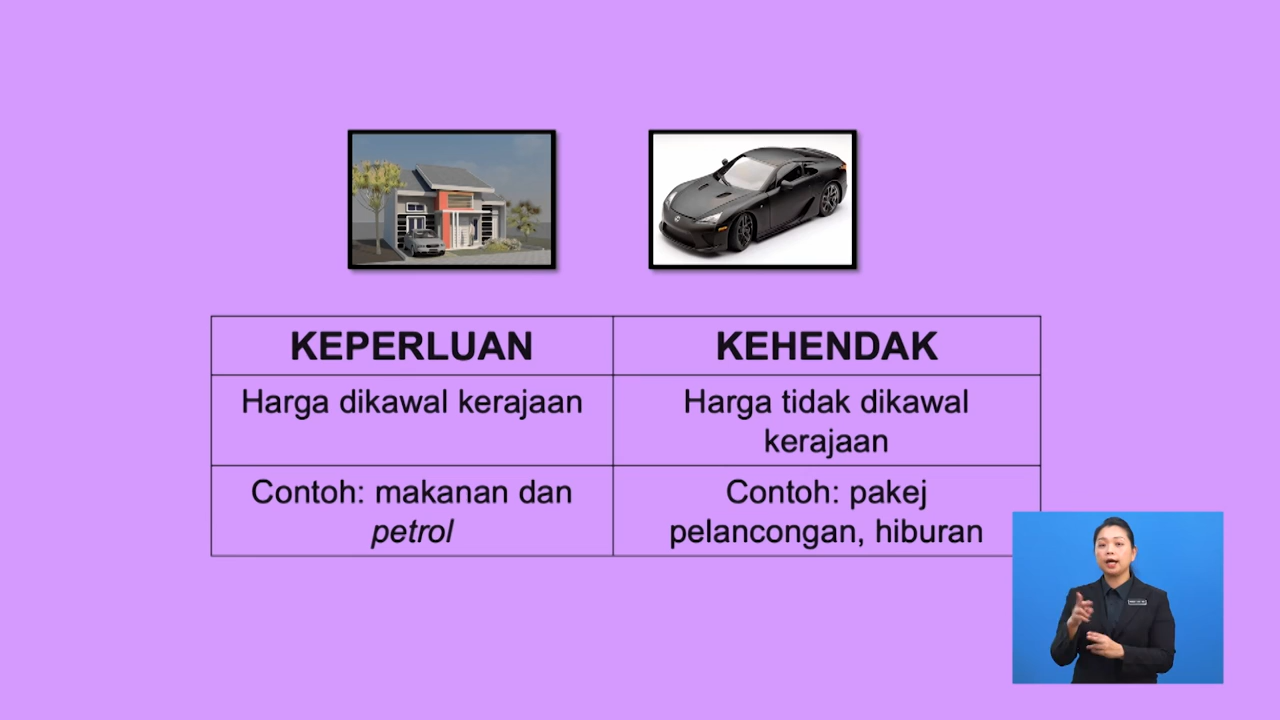 KEPERLUAN
KEHENDAK
Harga dikawal kerajaan
Harga tidak dikawal
kerajaan
Contoh: makanan dan
petrol
Contoh: pakej
pelancongan, hiburan